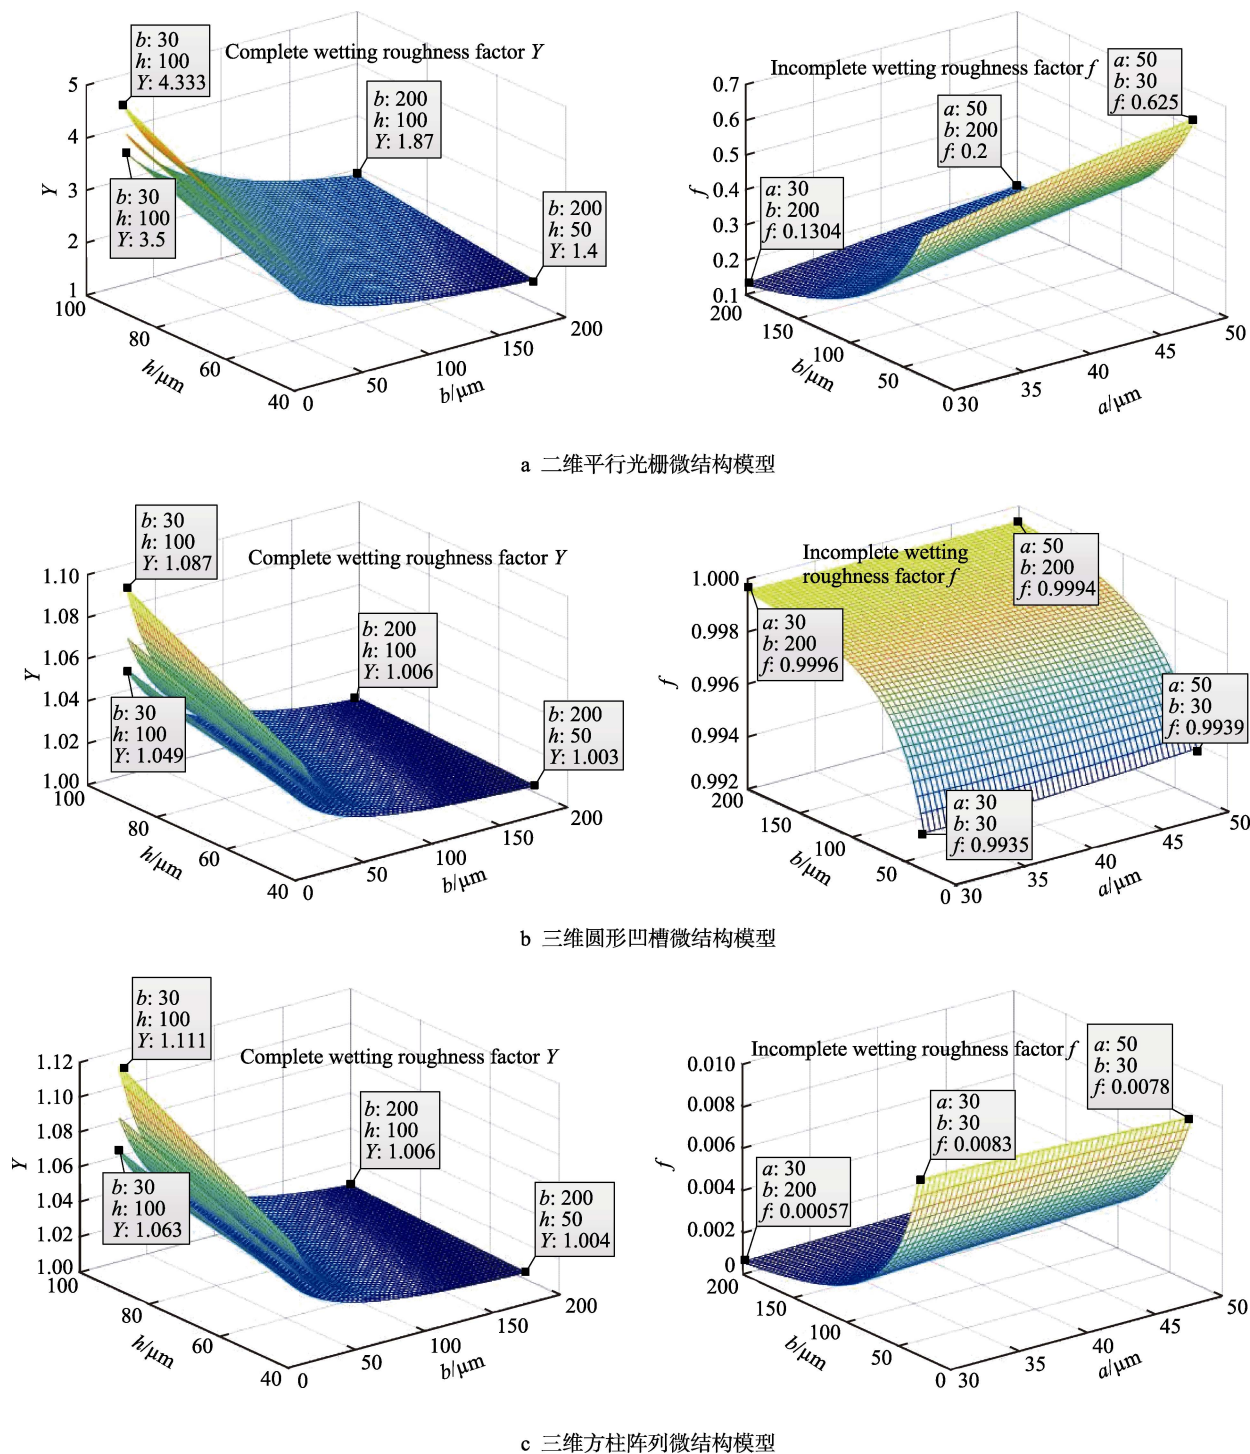 Complete wetting roughness factor Y
b: 30
h: 100
Y: 4.333
b: 200
h: 100
Y: 1.87
b: 30
h: 100
Y: 3.5
b: 200
h: 50
Y: 1.4
Y
5
4
3
2
1
100
80
60
40
h/μm
0
50
100
150
200
b/μm
Incomplete wetting roughness factor f
a: 50
b: 30
f: 0.625
a: 50
b: 200
f: 0.2
a: 30
b: 200
f: 0.1304
f
0.7
0.6
0.5
0.4
0.3
0.2
0.1
200
150
100
50
0
b/μm
30
35
40
45
50
a/μm
a 二维平行光栅微结构模型
b: 30
h: 100
Y: 1.087
Complete wetting roughness factor Y
b: 200
h: 100
Y: 1.006
b: 30
h: 100
Y: 1.049
b: 200
h: 50
Y: 1.003
Y
1.10
1.08
1.06
1.04
1.02
1.00
100
80
60
40
h/μm
0
50
100
150
200
b/μm
Incomplete wetting
roughness factor f
a: 50
b: 200
f: 0.9994
a: 30
b: 200
f: 0.9996
a: 50
b: 30
f: 0.9939
a: 30
b: 30
f: 0.9935
f
1.000
0.998
0.996
0.994
0.992
200
150
100
50
0
b/μm
30
35
40
45
50
a/μm
b 三维圆形凹槽微结构模型
b: 30
h: 100
Y: 1.111
Complete wetting roughness factor Y
b: 200
h: 100
Y: 1.006
b: 30
h: 100
Y: 1.063
b: 200
h: 50
Y: 1.004
Y
1.12
1.10
1.08
1.06
1.04
1.02
1.00
100
80
60
40
h/μm
0
50
100
150
200
b/μm
Incomplete wetting roughness factor f
a: 50
b: 30
f: 0.0078
a: 30
b: 30
f: 0.0083
a: 30
b: 200
f: 0.00057
f
0.010
0.008
0.006
0.004
0.002
0
200
150
100
50
0
b/μm
30
35
40
45
50
a/μm
c 三维方柱阵列微结构模型